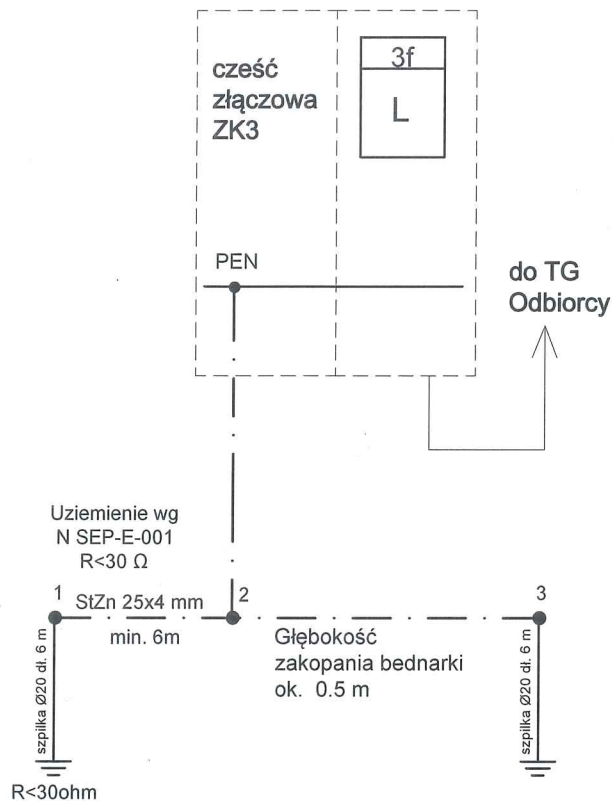 cześć
złączowa
ZK3
3f
L
PEN
do TG
Odbiorcy
Uziemienie wg
N SEP-E-001
R<30 Ω
1
StZn 25x4 mm
2
3
min. 6m
Głębokość
zakopania bednarki
ok. 0.5 m
szpilka Ø20 dł. 6 m
szpilka Ø20 dł. 6 m
R<30ohm